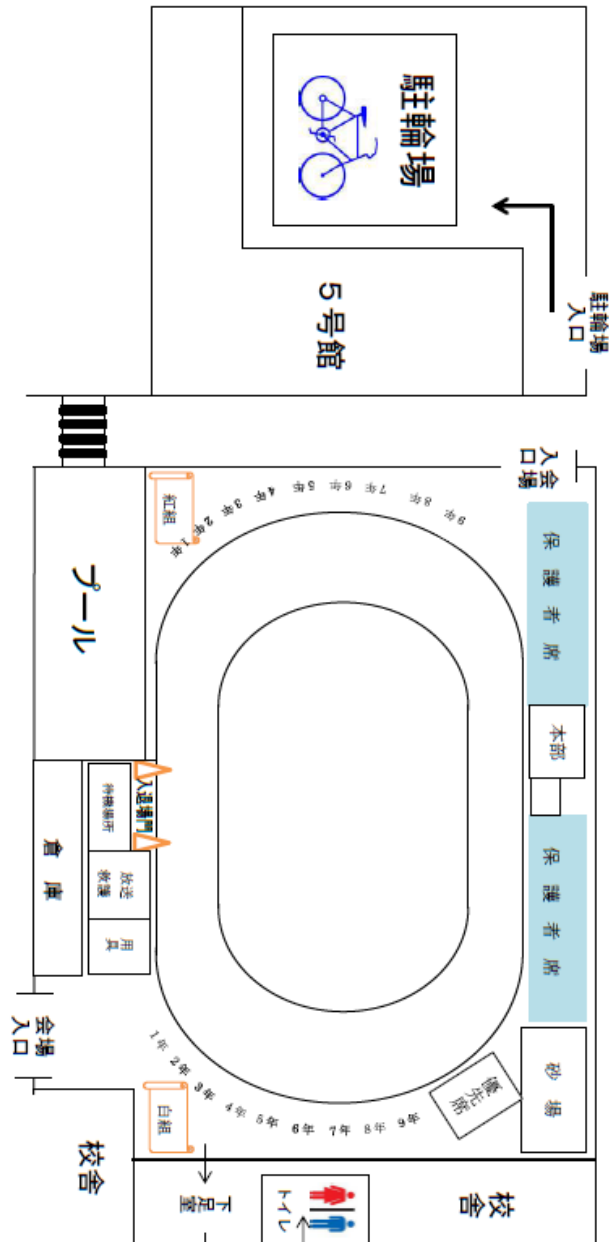 駐輪場
駐輪場
入口
５号館
会場
入口
紅組
1年
2年
3年
4年
5年
6年
7年
8年
9年
保護者席
本部
保護者席
砂場
優先席
プール
入退場門
待機場所
放送
救護
用具
倉庫
会場
入口
1年
2年
3年
4年
5年
6年
7年
8年
9年
白組
校舎
下足室
トイレ
校舎